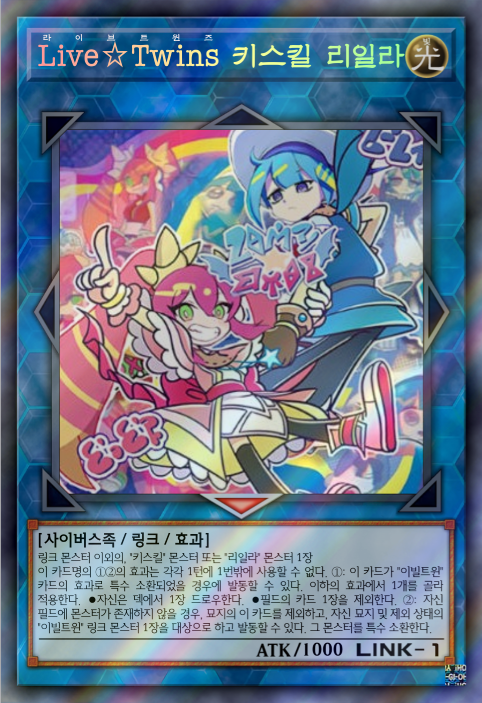 라이브트윈즈
Live☆Twins 키스킬 리일라
光
[사이버스족 / 링크 / 효과]
링크 몬스터 이외의, "키스킬" 몬스터 또는 "리일라" 몬스터 1장
이 카드명의 ①②의 효과는 각각 1턴에 1번밖에 사용할 수 없다. ①: 이 카드가 "이빌트윈"
카드의 효과로 특수 소환되었을 경우에 발동할 수 있다. 이하의 효과에서 1개를 골라
적용한다. ●자신은 덱에서 1장 드로우한다. ●필드의 카드 1장을 제외한다. ②: 자신
필드에 몬스터가 존재하지 않을 경우, 묘지의 이 카드를 제외하고, 자신 묘지 및 제외 상태의
"이빌트윈" 링크 몬스터 1장을 대상으로 하고 발동할 수 있다. 그 몬스터를 특수 소환한다.
ATK/1000 LINK-1